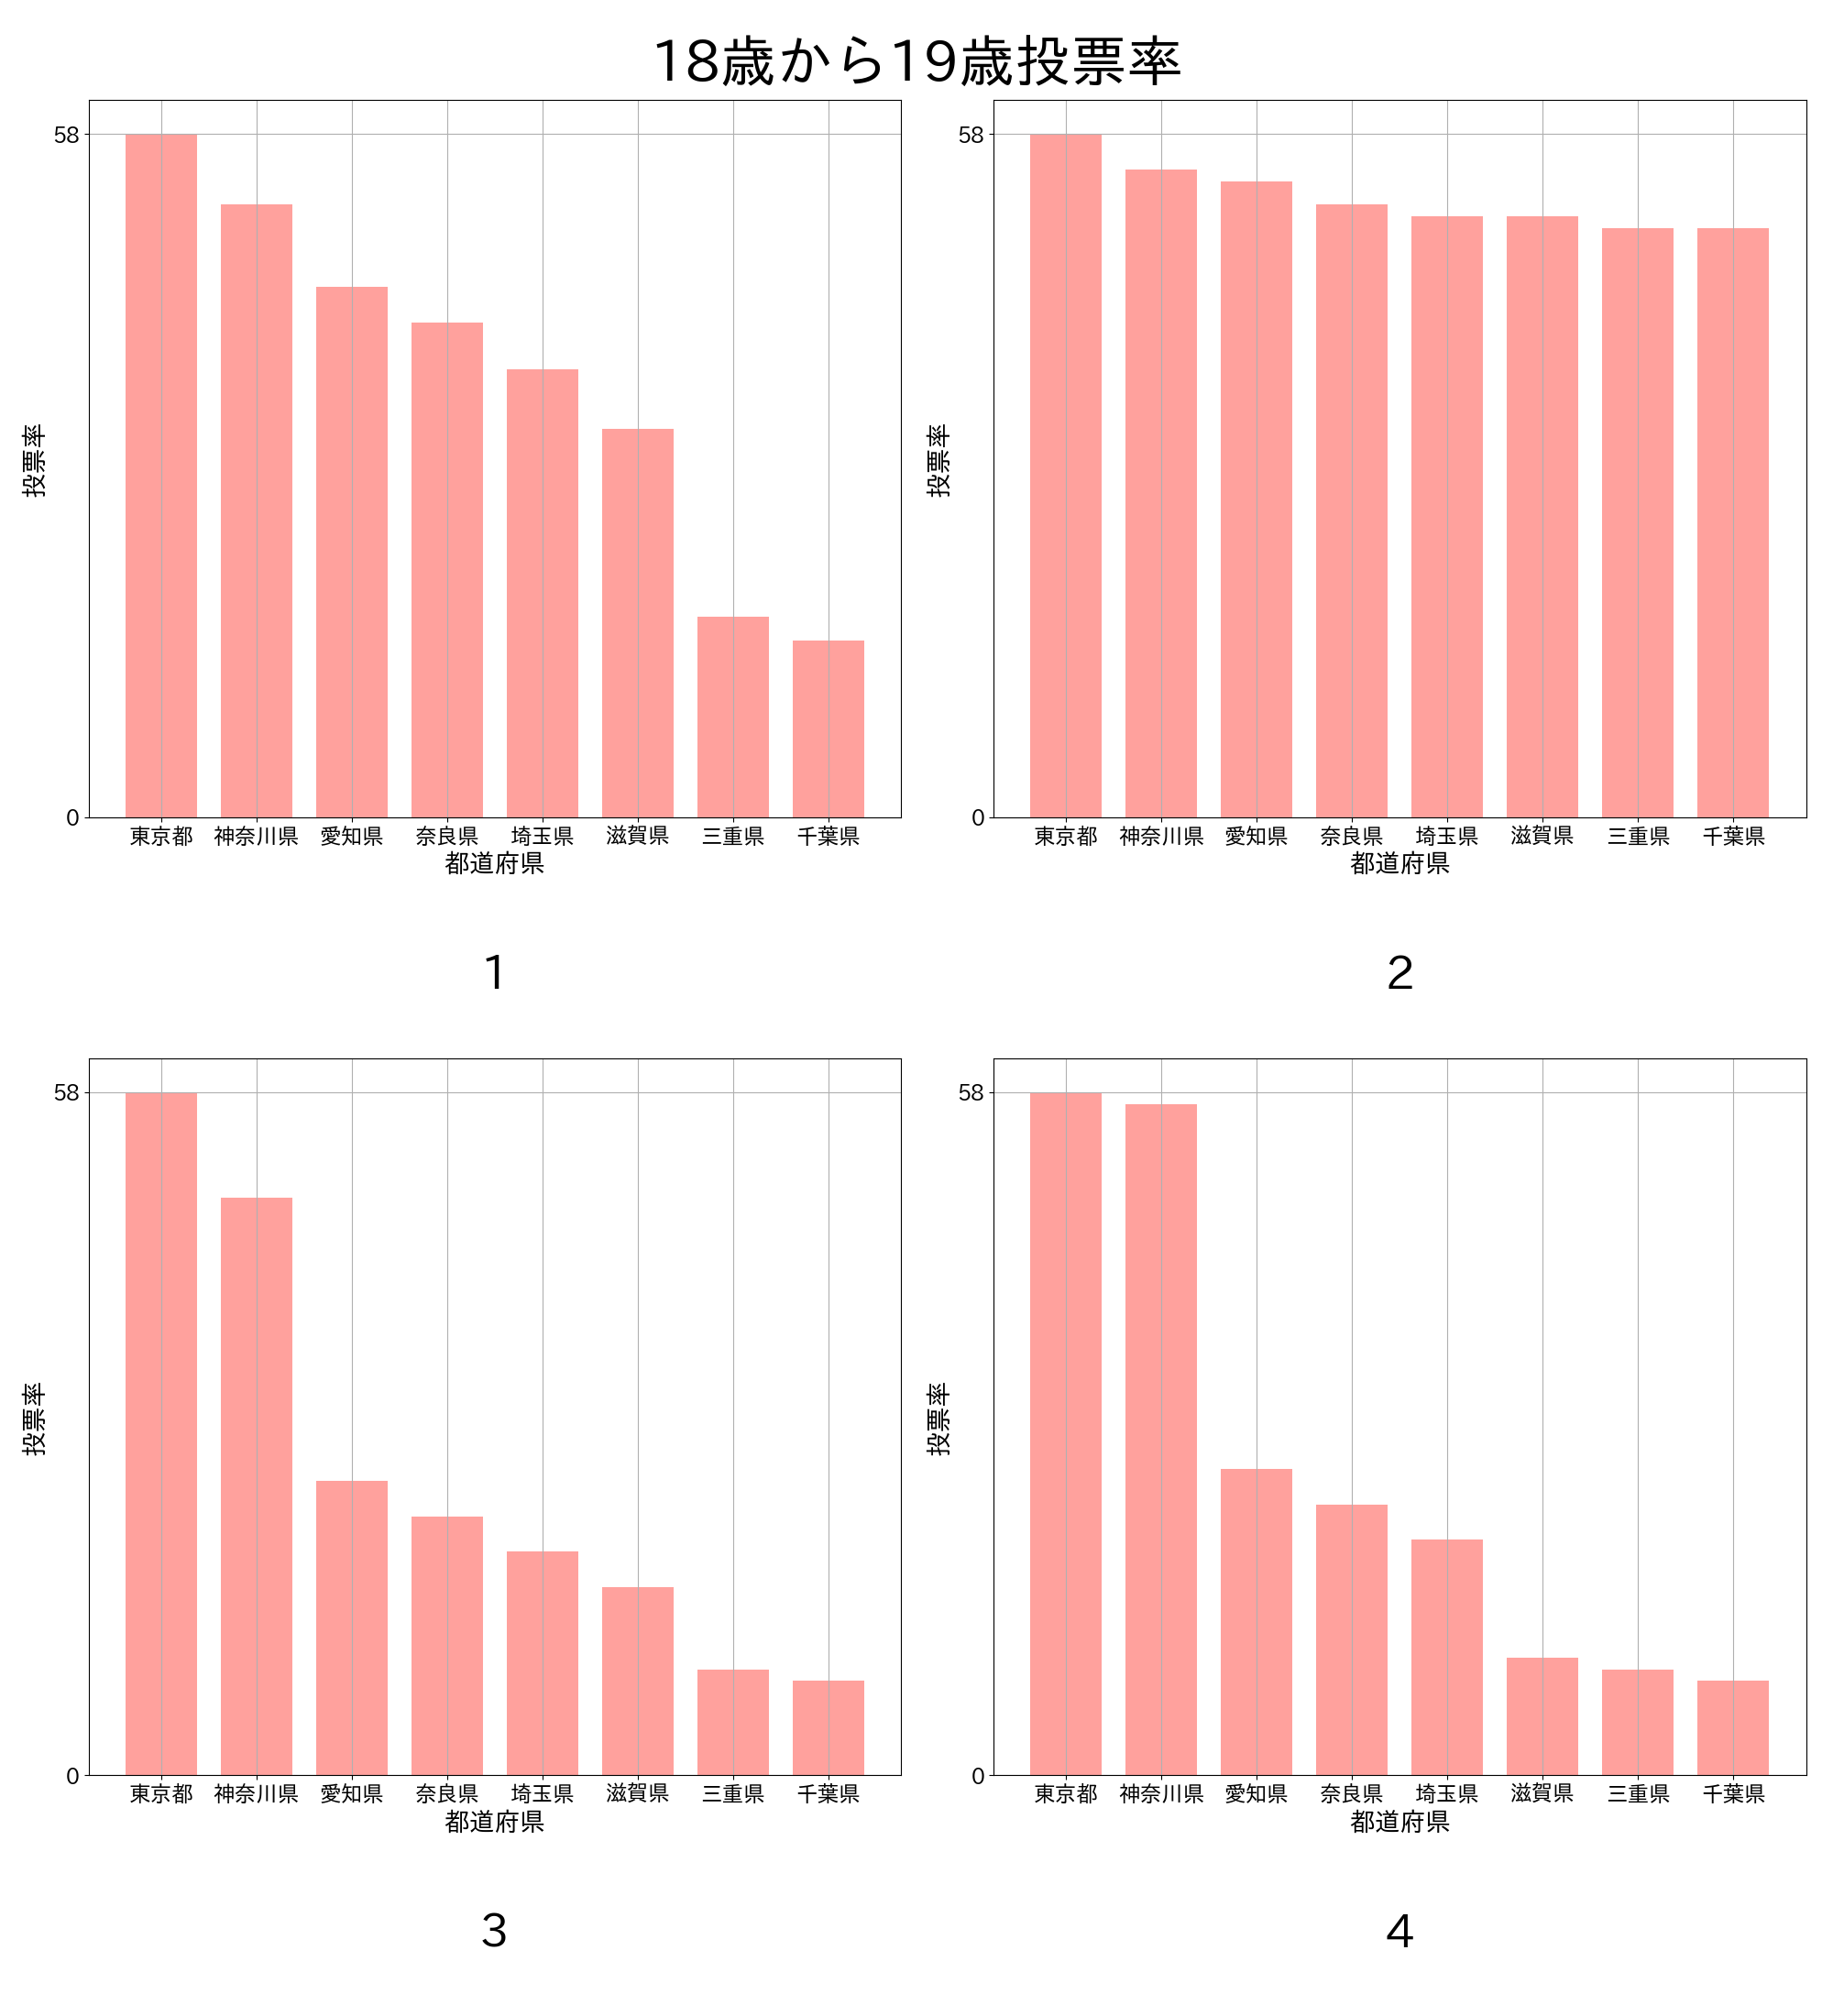 18歳から19歳投票率
58
0
投票率
東京都 神奈川県 愛知県 奈良県 埼玉県 滋賀県 三重県 千葉県
都道府県
1
58
0
投票率
東京都 神奈川県 愛知県 奈良県 埼玉県 滋賀県 三重県 千葉県
都道府県
2
58
0
投票率
東京都 神奈川県 愛知県 奈良県 埼玉県 滋賀県 三重県 千葉県
都道府県
3
58
0
投票率
東京都 神奈川県 愛知県 奈良県 埼玉県 滋賀県 三重県 千葉県
都道府県
4